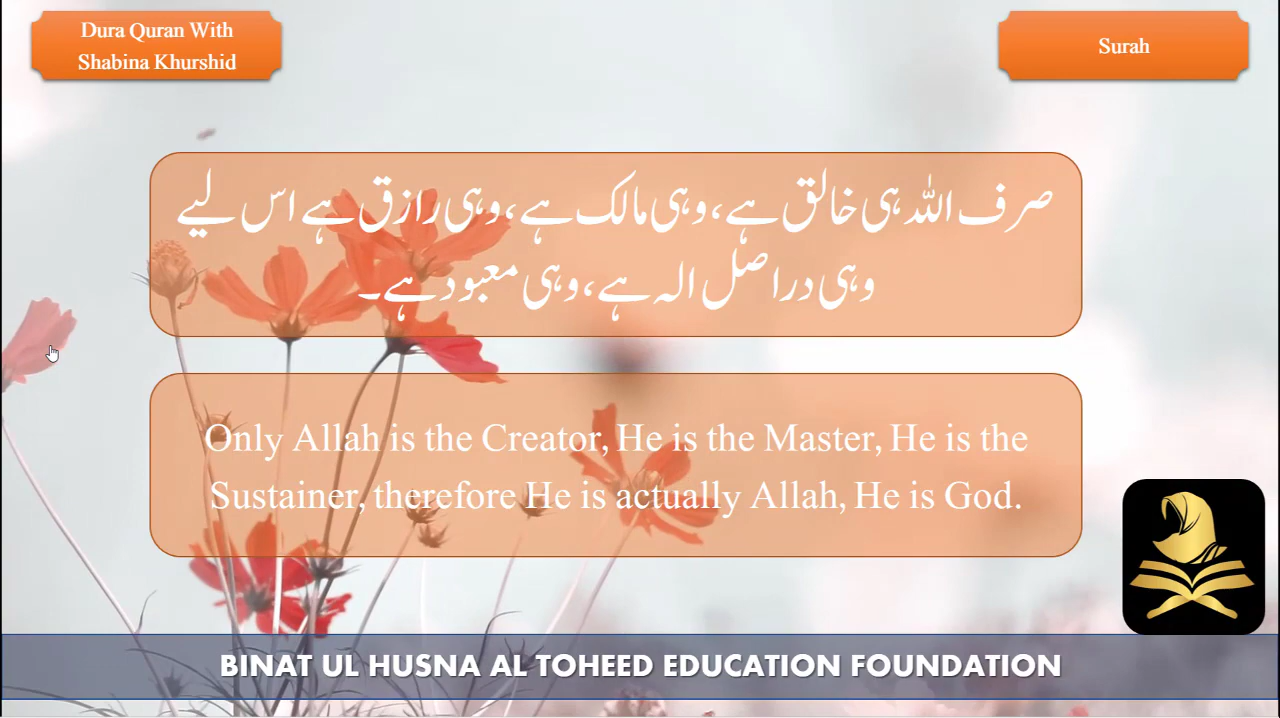 Dura Quran With
Shabina Khurshid
Surah
صرف اللہ ہی خالق ہے، وہی مالک ہے، وہی رازق ہے اس لیے
وہی دراصل الہ ہے، وہی معبود ہے۔
Only Allah is the Creator, He is the Master, He is the
Sustainer, therefore He is actually Allah, He is God.
BINAT UL HUSNA AL TOHEED EDUCATION FOUNDATION